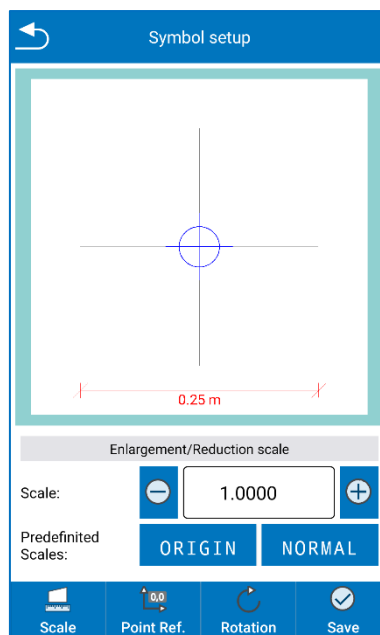 Symbol setup
0.25 m
Enlargement/Reduction scale
Scale:
1.0000
Predefinited
Scales:
ORIGIN
NORMAL
0,0
Scale
Point Ref.
Rotation
Save